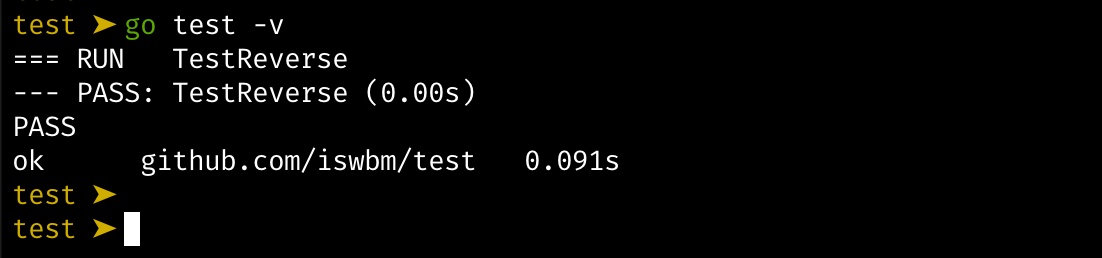 test ➤ go test -v
=== RUN   TestReverse
--- PASS: TestReverse (0.00s)
PASS
ok      github.com/iswbm/test   0.091s
test ➤
test ➤